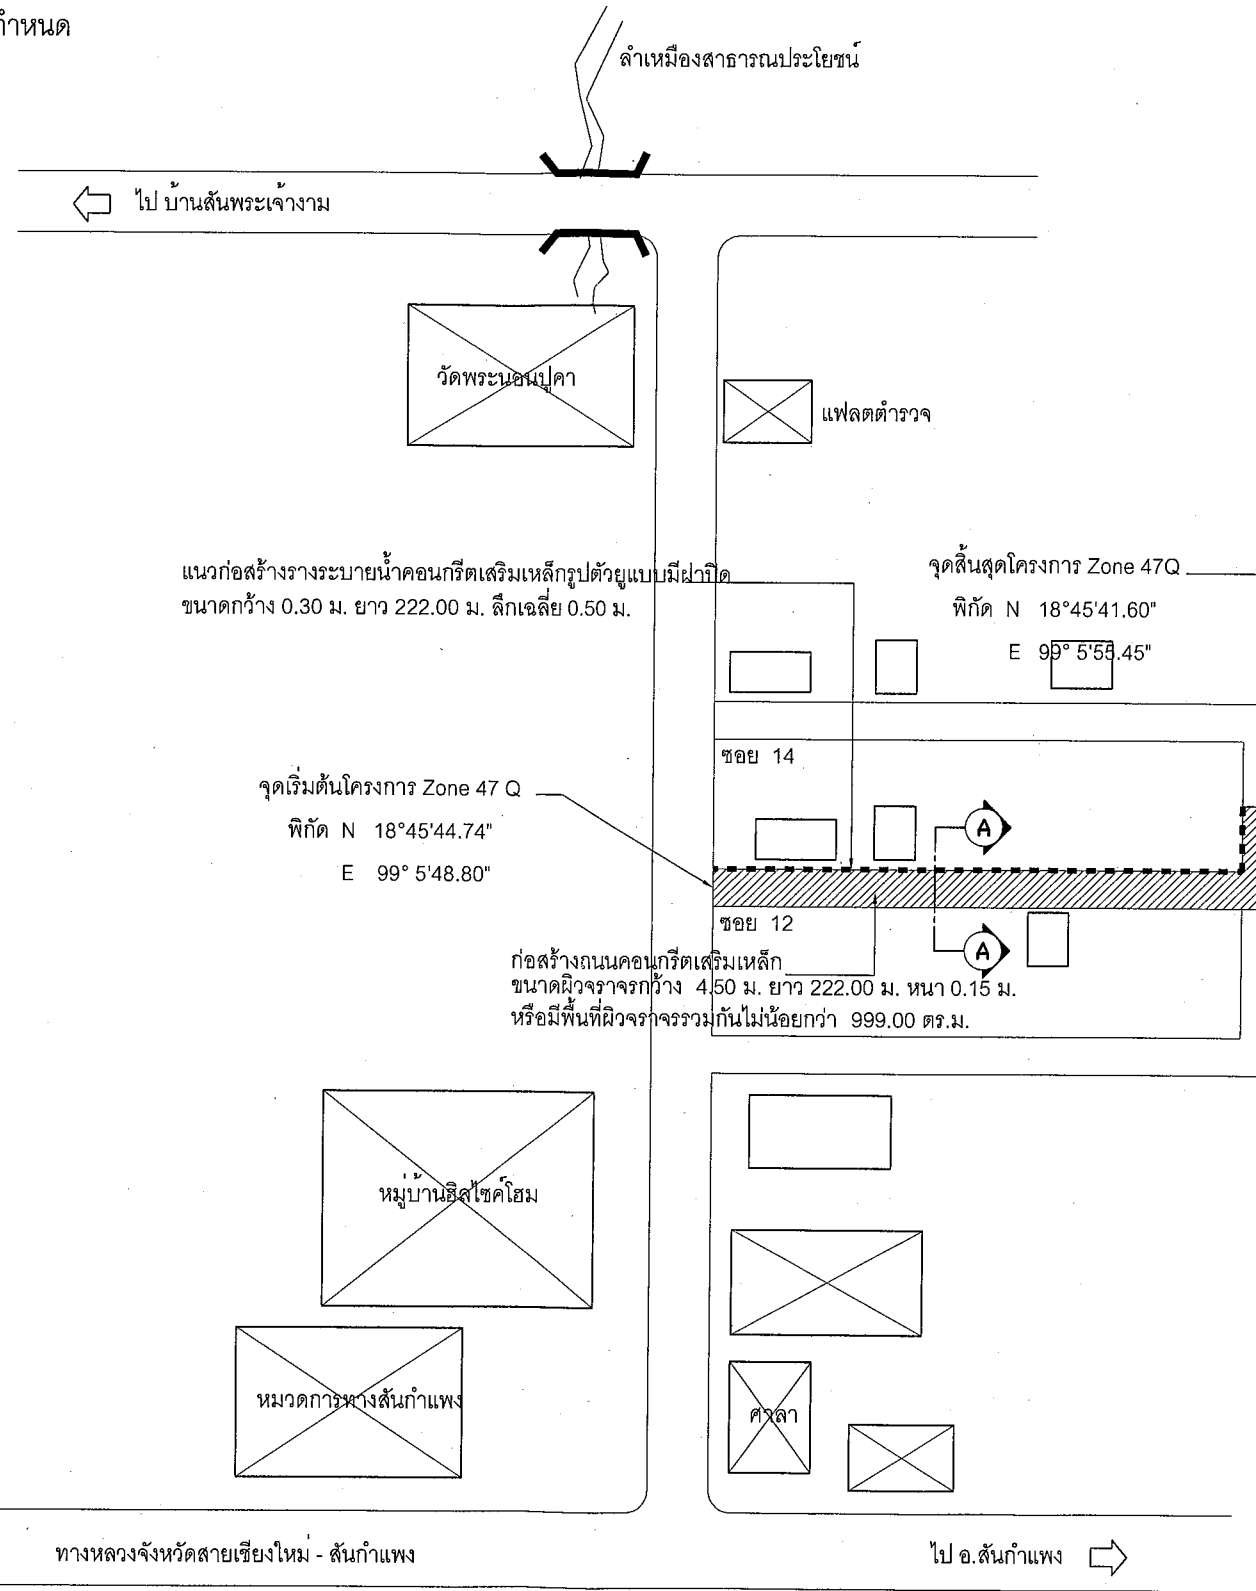 กำหนด
ลำเหมืองสาธารณประโยชน์
ไป บ้านสันพระเจ้างาม
วัดพระนอนปูคา
แฟลตตำรวจ
แนวก่อสร้างรางระบายน้ำคอนกรีตเสริมเหล็กรูปตัวยูแบบมีฝาปิด
ขนาดกว้าง 0.30 ม. ยาว 222.00 ม. ลึกเฉลี่ย 0.50 ม.
จุดสิ้นสุดโครงการ Zone 47Q
พิกัด N 18°45'41.60"
E 99° 5'55.45"
ซอย 14
จุดเริ่มต้นโครงการ Zone 47 Q
พิกัด N 18°45'44.74"
E 99° 5'48.80"
A
ซอย 12
A
ก่อสร้างถนนคอนกรีตเสริมเหล็ก
ขนาดผิวจราจรกว้าง 4.50 ม. ยาว 222.00 ม. หนา 0.15 ม.
หรือมีพื้นที่ผิวจราจรรวมกันไม่น้อยกว่า 999.00 ตร.ม.
หมู่บ้านฮิลไซค์โฮม
หมวดการทางสันกำแพง
ศาลา
ทางหลวงจังหวัดสายเชียงใหม่ - สันกำแพง
ไป อ.สันกำแพง